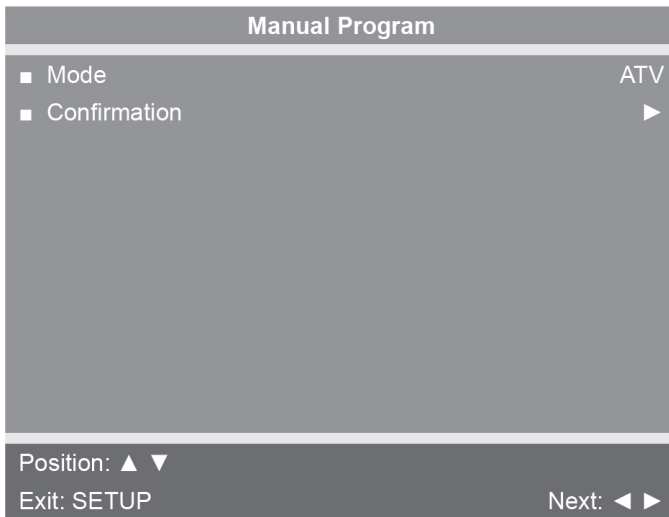 Manual Program
■ Mode ATV
■ Confirmation ►
Position: ▲ ▼
Exit: SETUP Next: ◄ ►